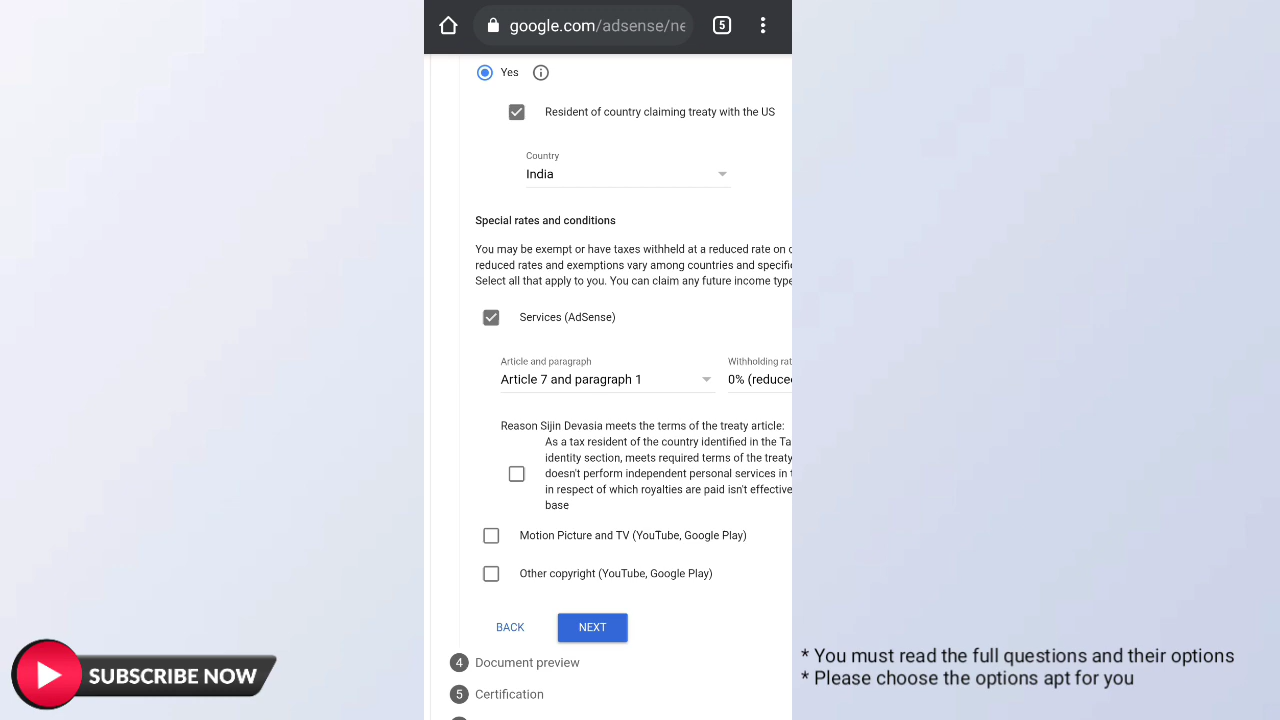 google.com/adsense/ne
5
Yes
Resident of country claiming treaty with the US
Country
India
Special rates and conditions
You may be exempt or have taxes withheld at a reduced rate on
reduced rates and exemptions vary among countries and specifi
Select all that apply to you. You can claim any future income type
Services (AdSense)
Article and paragraph
Withholding rat
Article 7 and paragraph 1
0% (reduce
Reason Sijin Devasia meets the terms of the treaty article:
As a tax resident of the country identified in the Ta
identity section, meets required terms of the treaty
doesn't perform independent personal services in
in respect of which royalties are paid isn't effective
base
Motion Picture and TV (YouTube, Google Play)
Other copyright (YouTube, Google Play)
BACK
NEXT
4 Document preview
5 Certification
SUBSCRIBE NOW
* You must read the full questions and their options
* Please choose the options apt for you